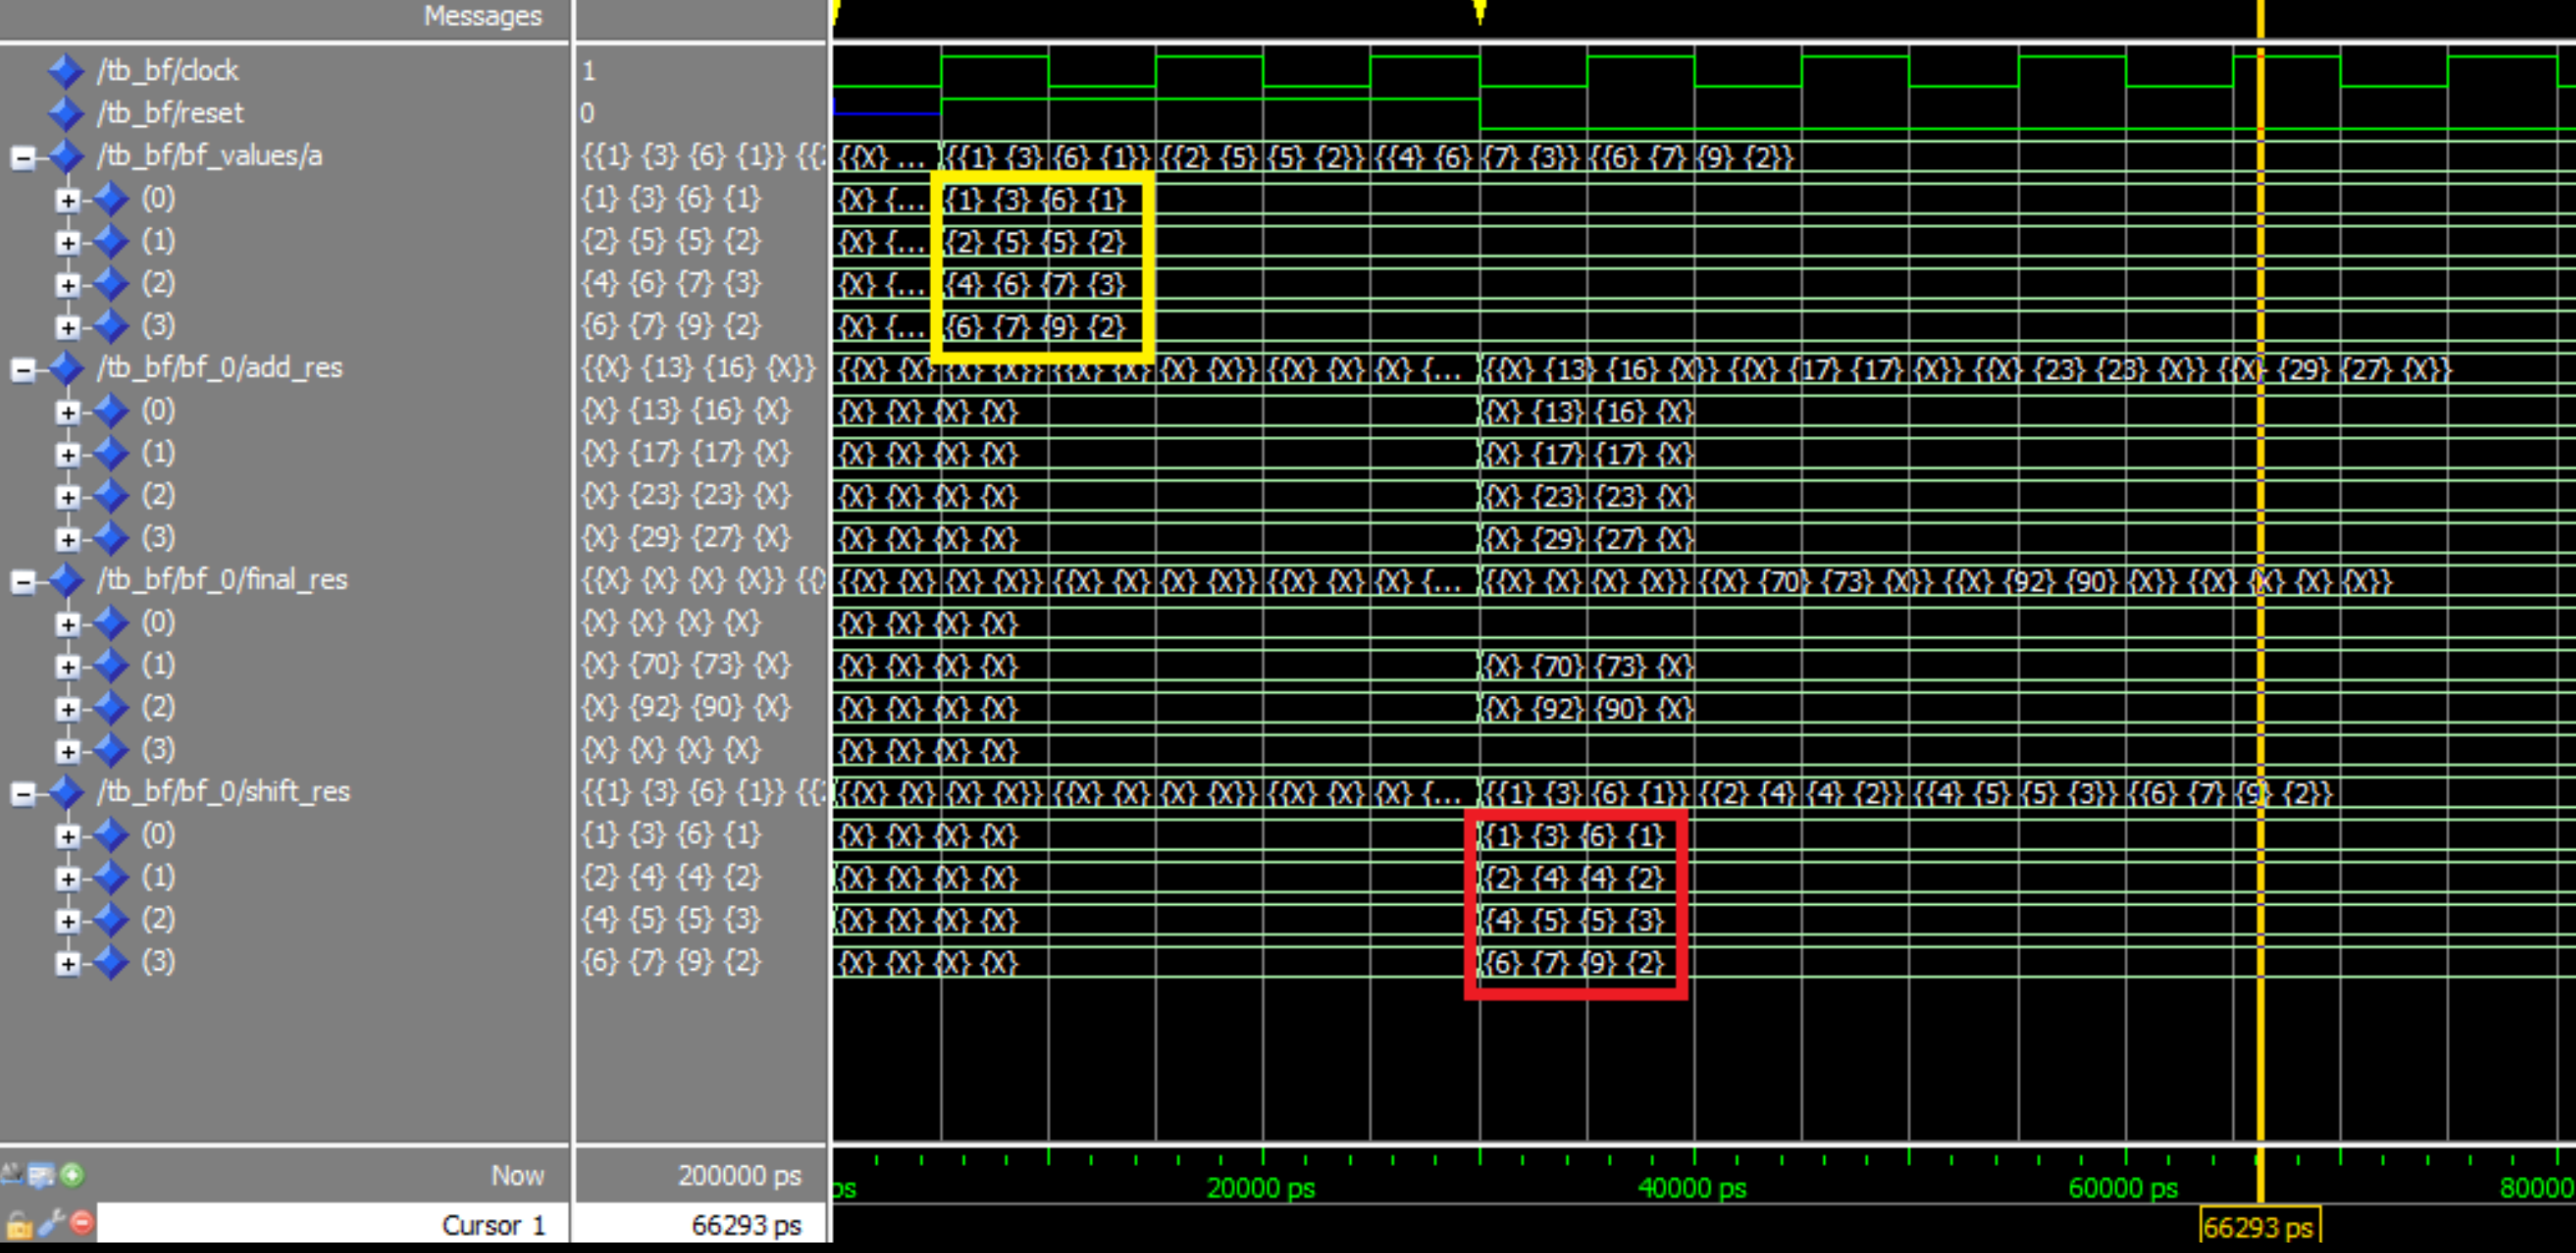 Messages
/tb_bf/clock 1
/tb_bf/reset 0
/tb_bf/bf_values/a {{1} {3} {6} {1}} {{2 {{X} ... {{1} {3} {6} {1}} {{2} {5} {5} {2}} {{4} {6} {7} {3}} {{6} {7} {9} {2}}
(0) {1} {3} {6} {1} {X} {... {1} {3} {6} {1}
(1) {2} {5} {5} {2} {X} {... {2} {5} {5} {2}
(2) {4} {6} {7} {3} {X} {... {4} {6} {7} {3}
(3) {6} {7} {9} {2} {X} {... {6} {7} {9} {2}
/tb_bf/bf_0/add_res {{X} {13} {16} {X}} {{X} {X} {X} {X}} {{X} {X} {X} {X}} {{X} {X} {X} {... {{X} {13} {16} {X}} {{X} {17} {17} {X}} {{X} {23} {23} {X}} {{X} {29} {27} {X}}
(0) {X} {13} {16} {X} {X} {X} {X} {X} {X} {13} {16} {X}
(1) {X} {17} {17} {X} {X} {X} {X} {X} {X} {17} {17} {X}
(2) {X} {23} {23} {X} {X} {X} {X} {X} {X} {23} {23} {X}
(3) {X} {29} {27} {X} {X} {X} {X} {X} {X} {29} {27} {X}
/tb_bf/bf_0/final_res {{X} {X} {X} {X}} {{X {{X} {X} {X} {X}} {{X} {X} {X} {X}} {{X} {X} {X} {... {{X} {X} {X} {X}} {{X} {70} {73} {X}} {{X} {92} {90} {X}} {{X} {X} {X} {X}}
(0) {X} {X} {X} {X} {X} {X} {X} {X}
(1) {X} {70} {73} {X} {X} {X} {X} {X} {X} {70} {73} {X}
(2) {X} {92} {90} {X} {X} {X} {X} {X} {X} {92} {90} {X}
(3) {X} {X} {X} {X} {X} {X} {X} {X}
/tb_bf/bf_0/shift_res {{1} {3} {6} {1}} {{2 {{X} {X} {X} {X}} {{X} {X} {X} {X}} {{X} {X} {X} {... {{1} {3} {6} {1}} {{2} {4} {4} {2}} {{4} {5} {5} {3}} {{6} {7} {9} {2}}
(0) {1} {3} {6} {1} {X} {X} {X} {X} {1} {3} {6} {1}
(1) {2} {4} {4} {2} {X} {X} {X} {X} {2} {4} {4} {2}
(2) {4} {5} {5} {3} {X} {X} {X} {X} {4} {5} {5} {3}
(3) {6} {7} {9} {2} {X} {X} {X} {X} {6} {7} {9} {2}
Now 200000 ps ps 20000 ps 40000 ps 60000 ps 80000
Cursor 1 66293 ps 66293 ps